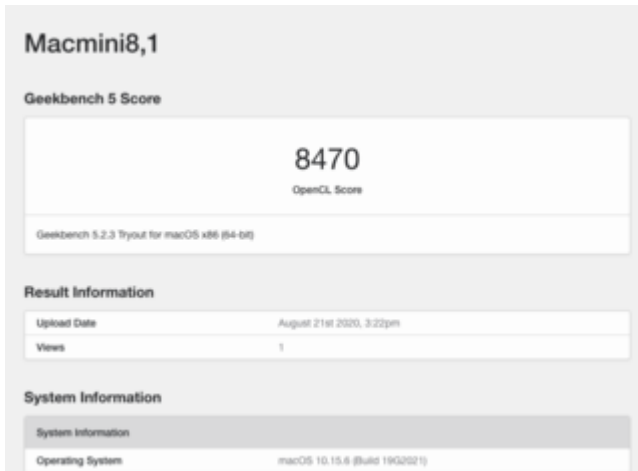 Macmini8,1
Geekbench 5 Score
8470
OpenCL Score
Geekbench 5.2.3 Tryout for macOS x86 (64-bit)
Result Information
Upload Date August 21st 2020, 3:22pm
Views 1
System Information
System Information
Operating System macOS 10.15.6 (Build 19G2021)